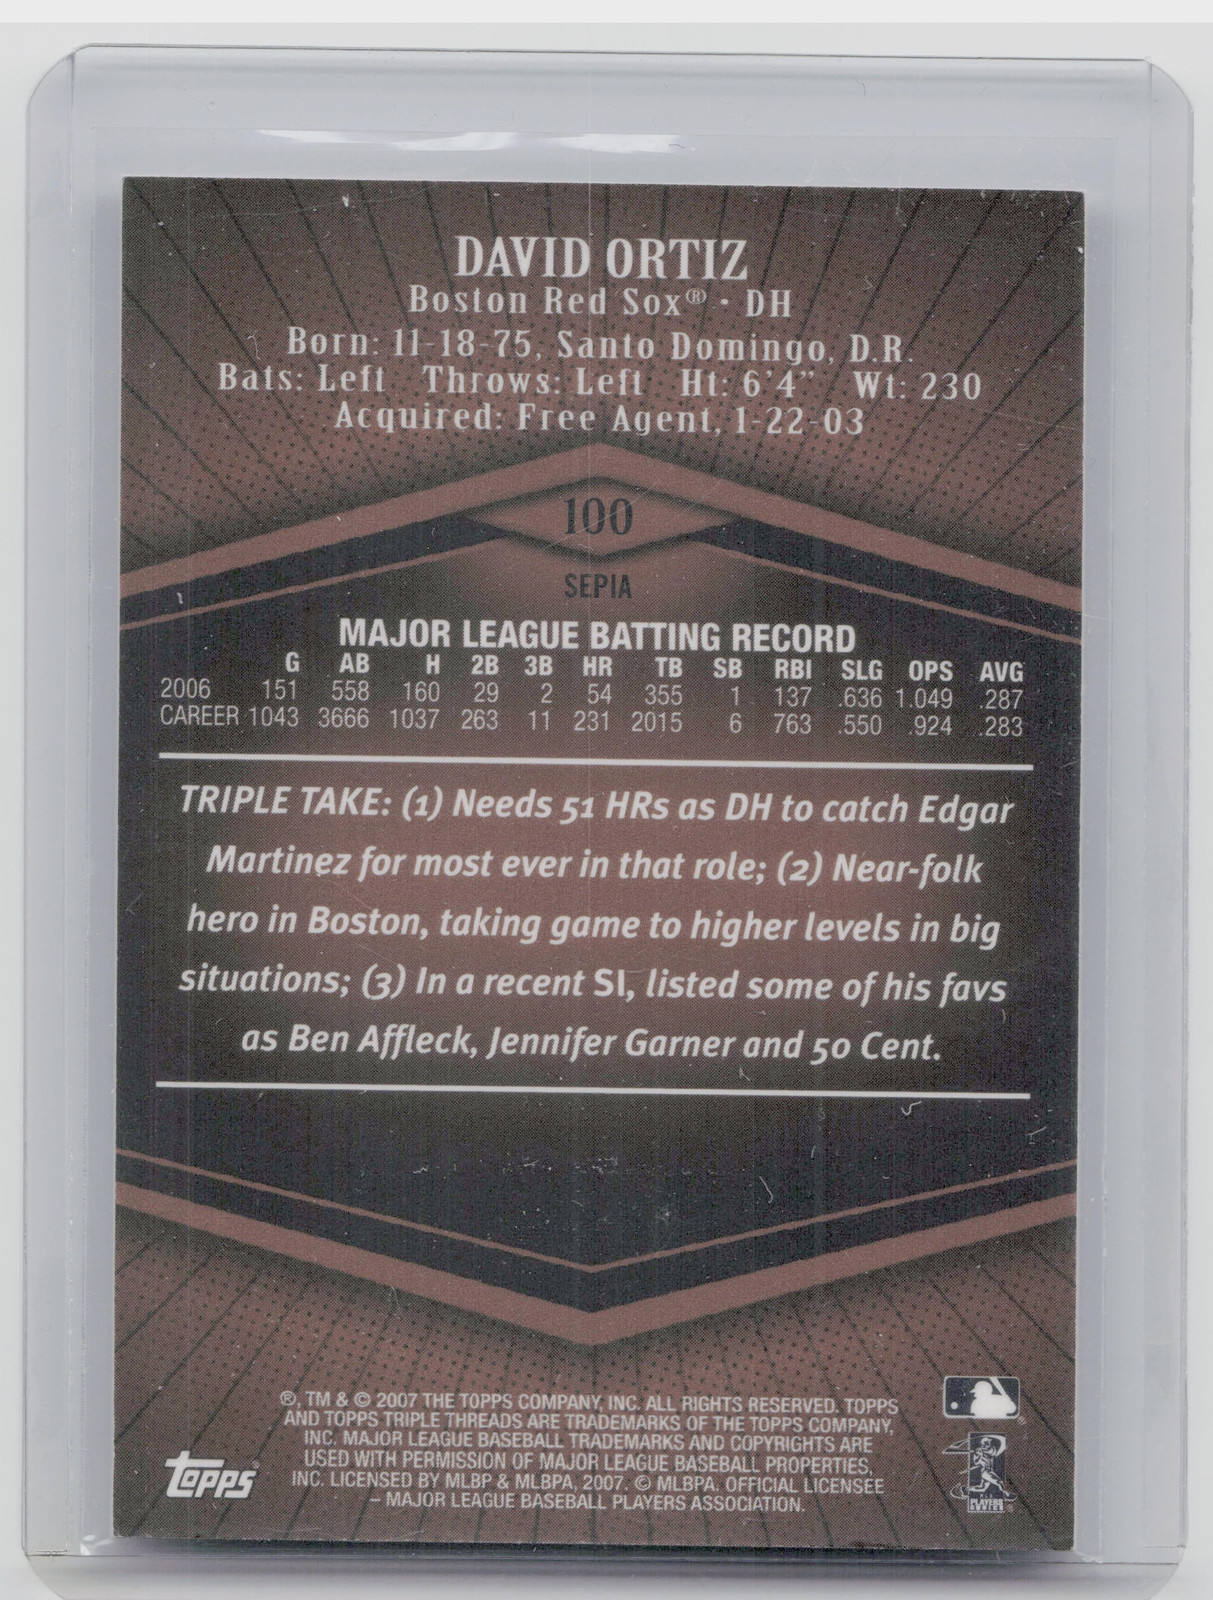 DAVID ORTIZ
Boston Red Sox® · DH
Born: 11-18-75, Santo Domingo, D.R.
Bats: Left Throws: Left Ht: 6'4" Wt: 230
Acquired: Free Agent, 1-22-03
100
SEPIA
MAJOR LEAGUE BATTING RECORD
G AB H 2B 3B HR TB SB RBI SLG OPS AVG
2006 151 558 160 29 2 54 355 1 137 .636 1.049 .287
CAREER 1043 3666 1037 263 11 231 2015 6 763 .550 .924 .283
TRIPLE TAKE: (1) Needs 51 HRs as DH to catch Edgar
Martinez for most ever in that role; (2) Near-folk
hero in Boston, taking game to higher levels in big
situations; (3) In a recent SI, listed some of his favs
as Ben Affleck, Jennifer Garner and 50 Cent.
®, TM & © 2007 THE TOPPS COMPANY, INC. ALL RIGHTS RESERVED. TOPPS
AND TOPPS TRIPLE THREADS ARE TRADEMARKS OF THE TOPPS COMPANY,
INC. MAJOR LEAGUE BASEBALL TRADEMARKS AND COPYRIGHTS ARE
USED WITH PERMISSION OF MAJOR LEAGUE BASEBALL PROPERTIES,
INC. LICENSED BY MLBP & MLBPA, 2007. © MLBPA. OFFICIAL LICENSEE
– MAJOR LEAGUE BASEBALL PLAYERS ASSOCIATION.
topps®
PLAYERS